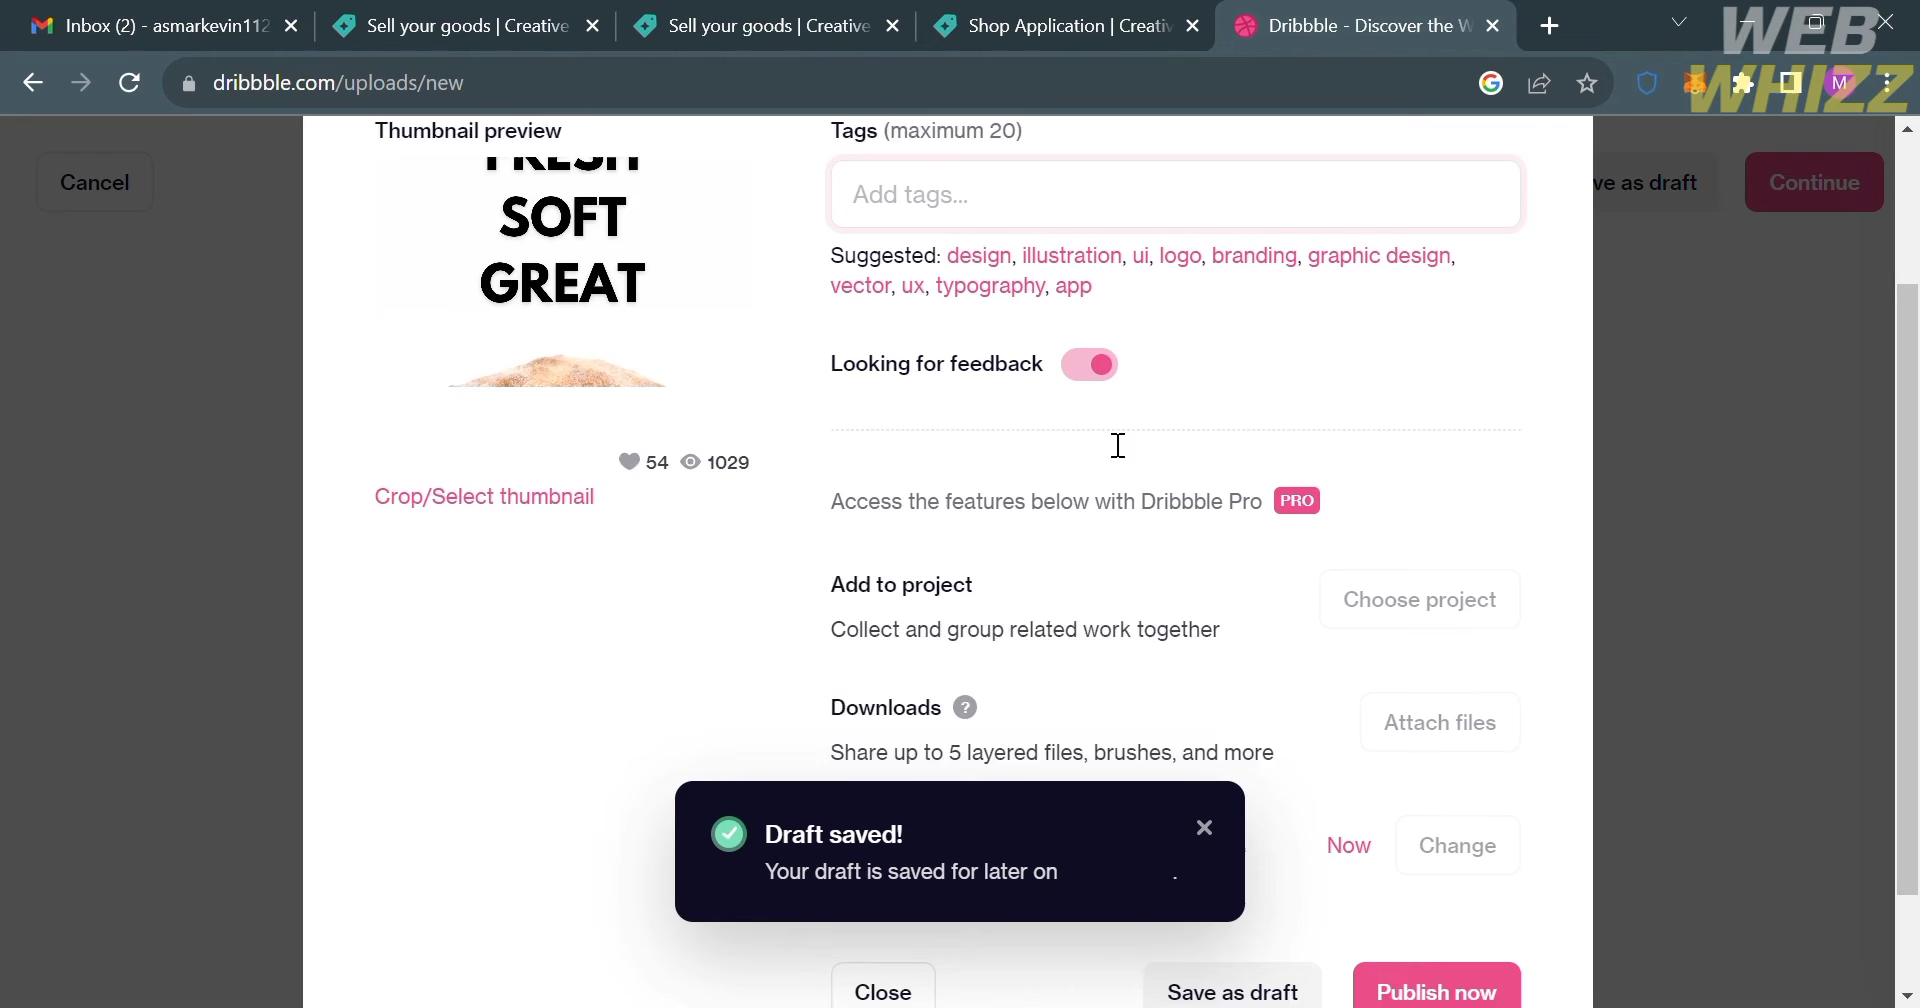 Inbox (2) - asmarkevin112
Sell your goods | Creative
Sell your goods | Creative
Shop Application | Creativ
Dribbble - Discover the W
WEB
WHIZZ
dribbble.com/uploads/new
M
Cancel
ve as draft
Continue
Thumbnail preview
FRESH
SOFT
GREAT
54
1029
Crop/Select thumbnail
Tags (maximum 20)
Add tags...
Suggested: design, illustration, ui, logo, branding, graphic design,
vector, ux, typography, app
Looking for feedback
Access the features below with Dribbble Pro PRO
Add to project
Collect and group related work together
Choose project
Downloads ?
Share up to 5 layered files, brushes, and more
Attach files
Now
Change
Draft saved!
Your draft is saved for later on .
Close
Save as draft
Publish now